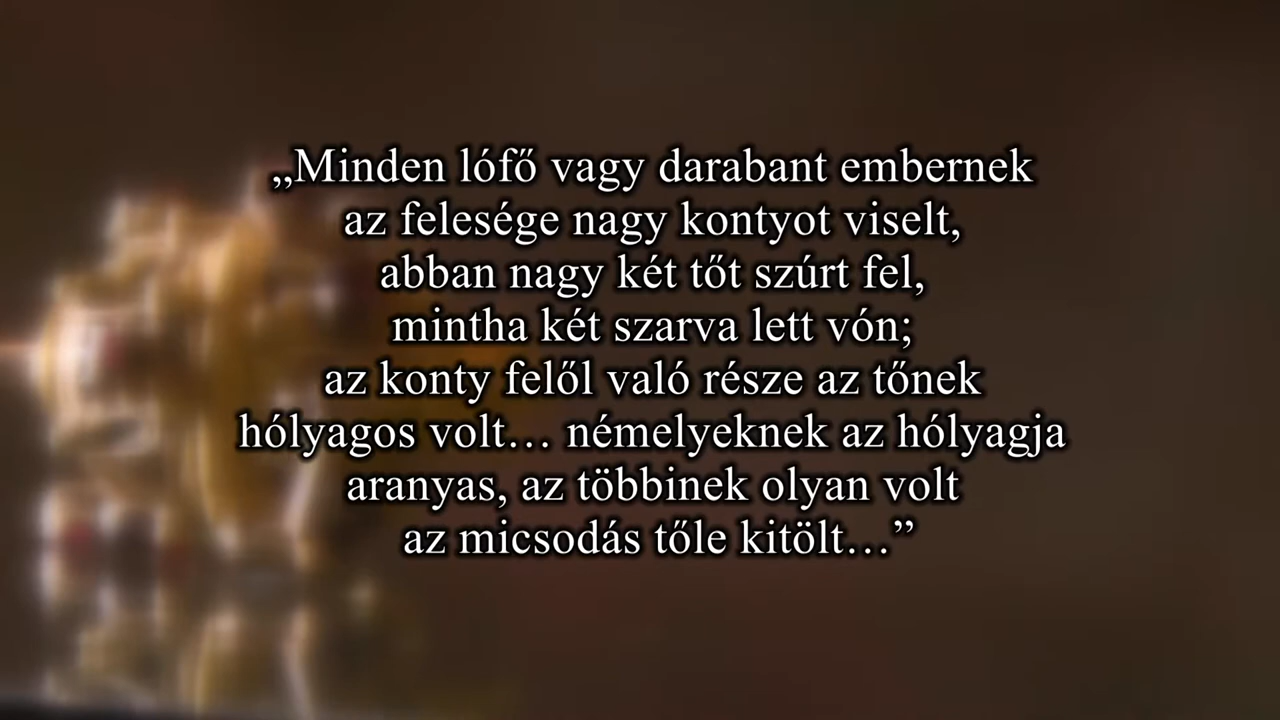 „Minden lófő vagy darabant embernek
az felesége nagy kontyot viselt,
abban nagy két tőt szúrt fel,
mintha két szarva lett vón;
az konty felől való része az tőnek
hólyagos volt… némelyeknek az hólyagja
aranyas, az többinek olyan volt
az micsodás tőle kitölt…”